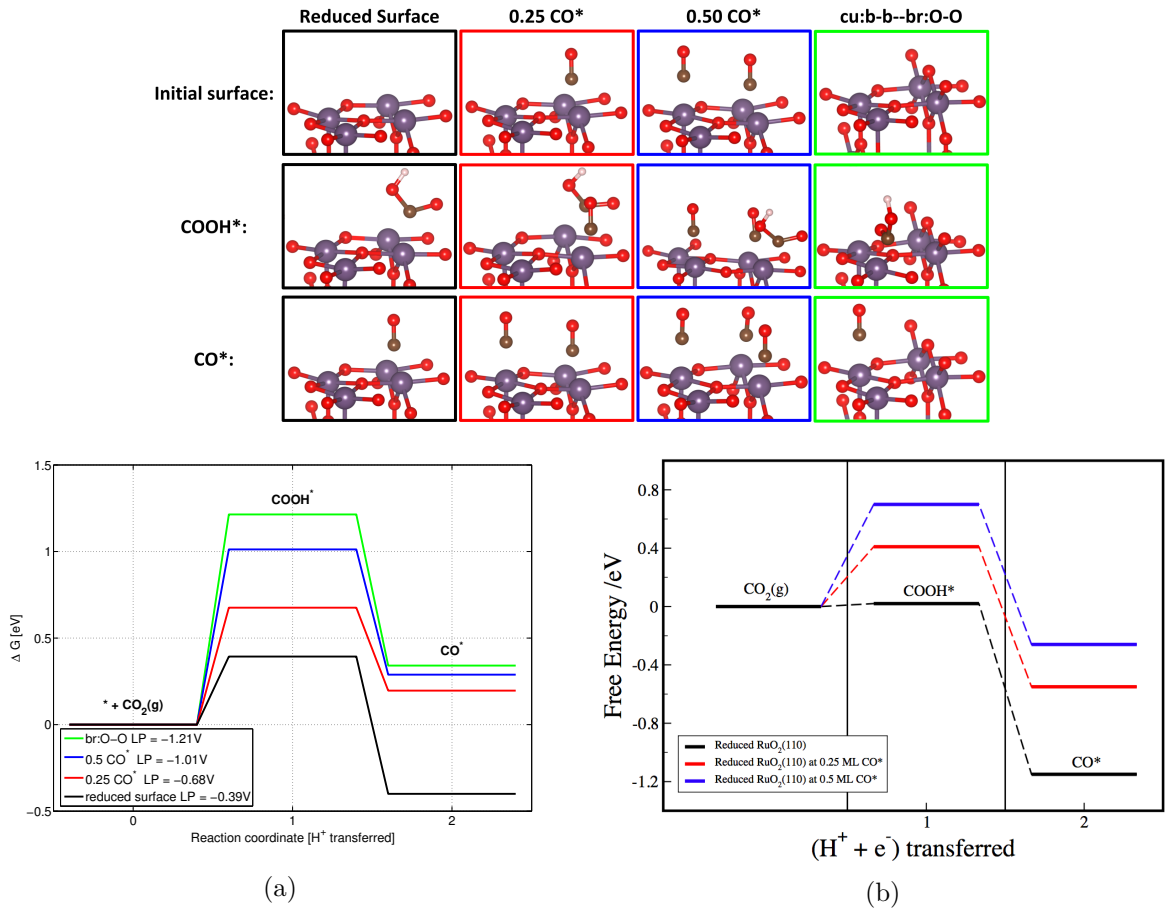 Reduced Surface 0.25 CO* 0.50 CO* cu:b-b--br:O-O
Initial surface:
COOH*:
CO*:
1.5
1
0.5
0
−0.5
Δ G [eV]
COOH*
CO*
* + CO2(g)
br:O−O LP = −1.21V
0.5 CO* LP = −1.01V
0.25 CO* LP = −0.68V
reduced surface LP = −0.39V
0 1 2
Reaction coordinate [H+ transferred]
(a)
0.8
0.4
0
-0.4
-0.8
-1.2
Free Energy /eV
CO2(g)
COOH*
CO*
Reduced RuO2(110)
Reduced RuO2(110) at 0.25 ML CO*
Reduced RuO2(110) at 0.5 ML CO*
1 2
(H+ + e-) transferred
(b)